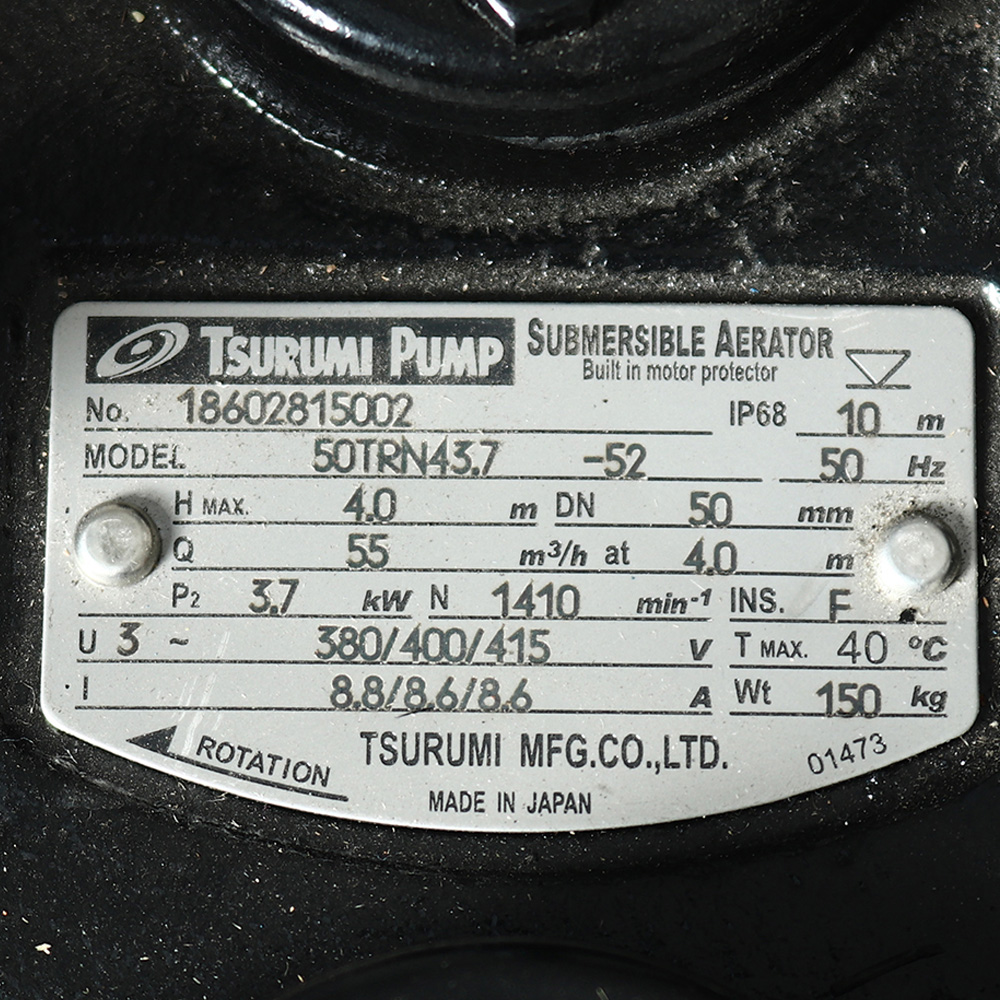 TSURUMI PUMP SUBMERSIBLE AERATOR
Built in motor protector
No. 18602815002 IP68 10 m
MODEL 50TRN43.7 -52 50 Hz
H MAX. 4.0 m DN 50 mm
Q 55 m³/h at 4.0 m
P2 3.7 kW N 1410 min-1 INS. F
U 3 ~ 380/400/415 V T MAX. 40 °C
I 8.8/8.6/8.6 A Wt 150 kg
ROTATION TSURUMI MFG.CO.,LTD. 01473
MADE IN JAPAN